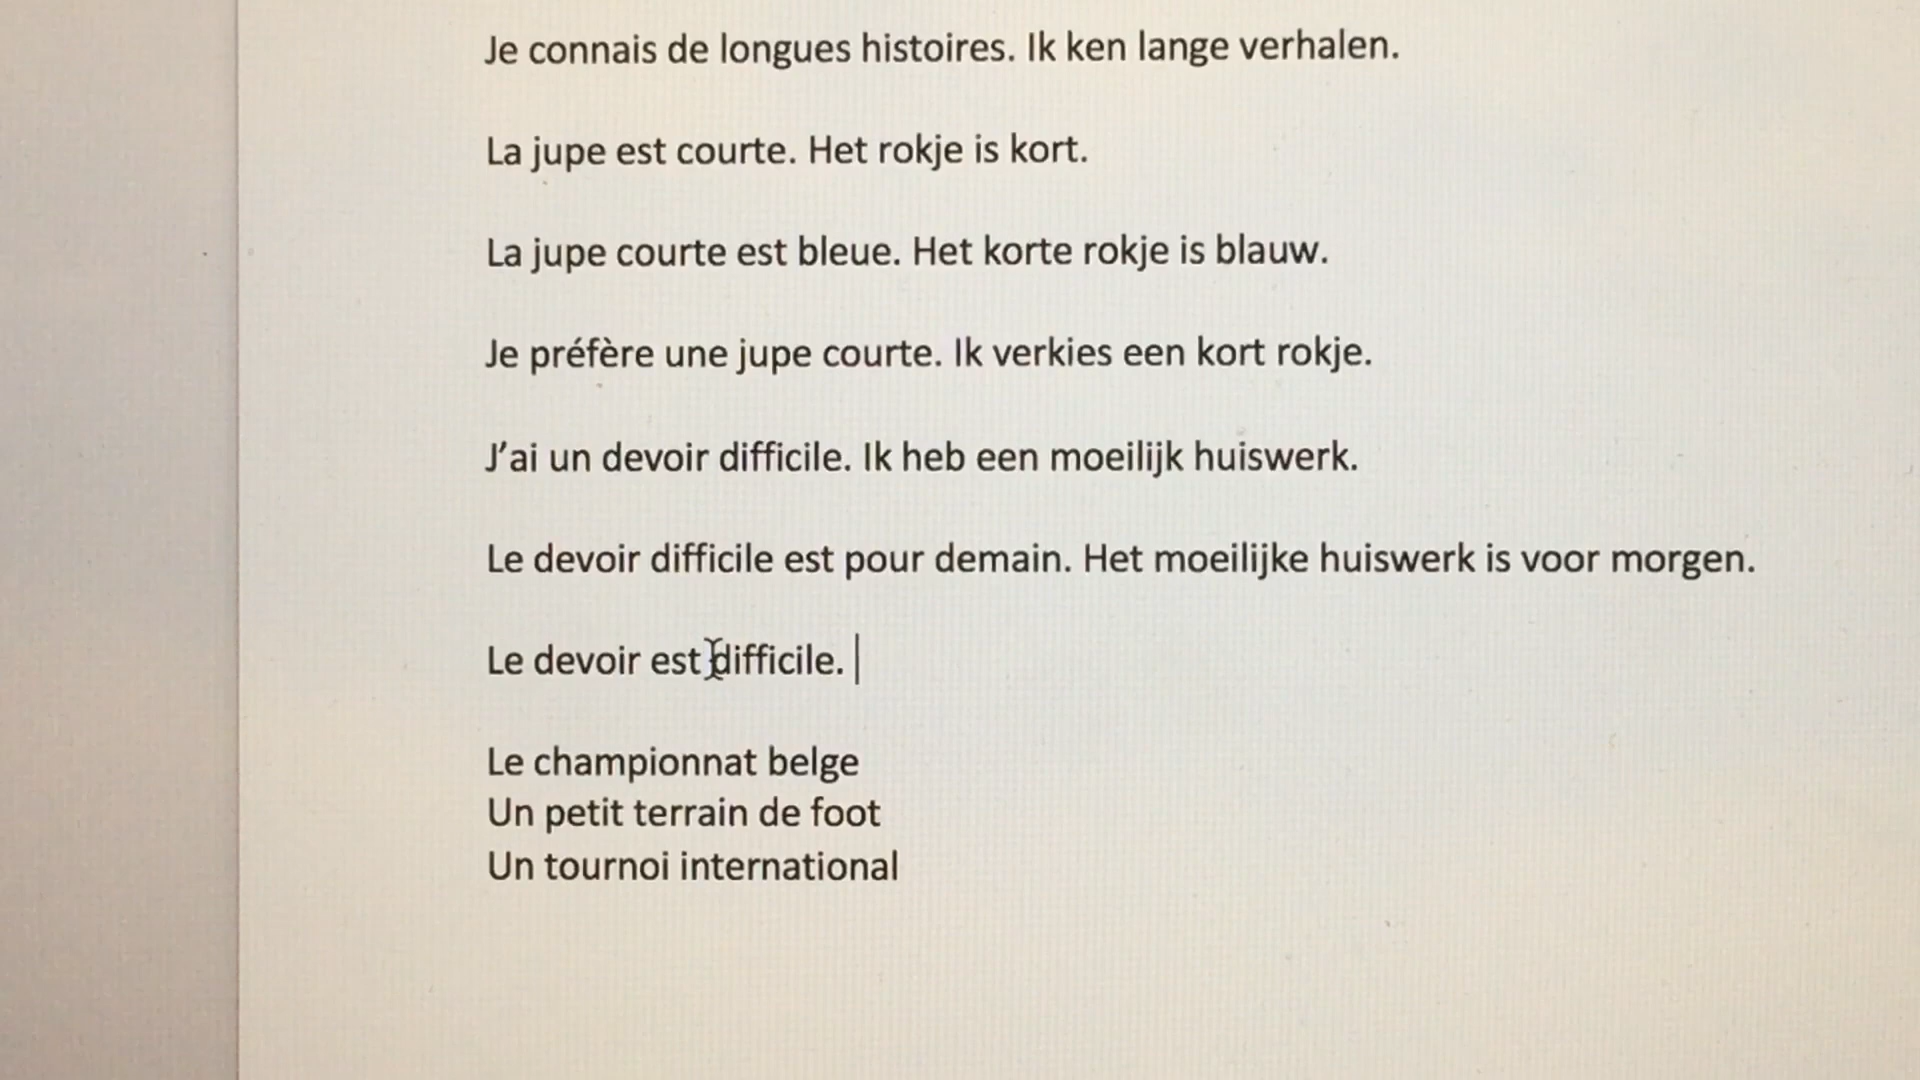 Je connais de longues histoires. Ik ken lange verhalen.
La jupe est courte. Het rokje is kort.
La jupe courte est bleue. Het korte rokje is blauw.
Je préfère une jupe courte. Ik verkies een kort rokje.
J’ai un devoir difficile. Ik heb een moeilijk huiswerk.
Le devoir difficile est pour demain. Het moeilijke huiswerk is voor morgen.
Le devoir est difficile.
Le championnat belge
Un petit terrain de foot
Un tournoi international